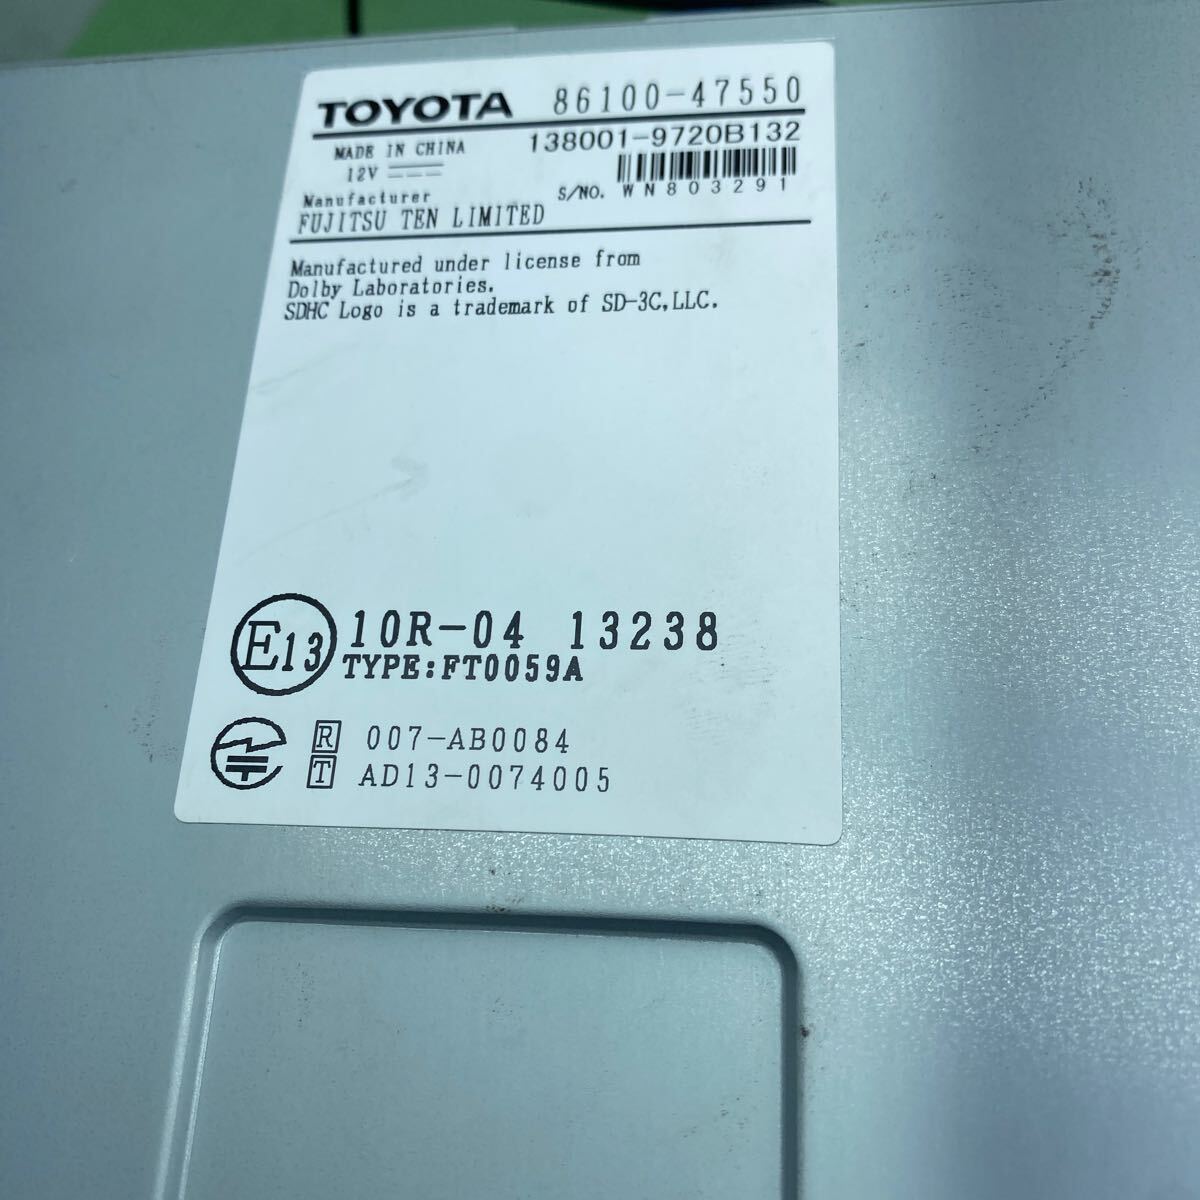 TOYOTA 86100-47550
138001-9720B132
MADE IN CHINA
12V
S/NO. WN803291
Manufacturer
FUJITSU TEN LIMITED
Manufactured under license from
Dolby Laboratories.
SDHC Logo is a trademark of SD-3C,LLC.
E13 10R-04 13238
TYPE:FT0059A
R 007-AB0084
T AD13-0074005